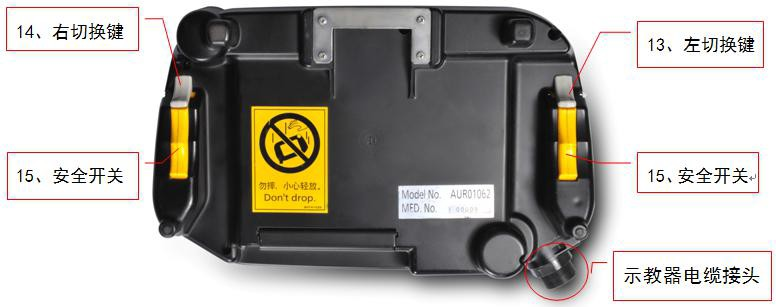 14、右切换键
13、左切换键
15、安全开关
15、安全开关
勿摔，小心轻放。
Don't drop.
Model No. AUR01062
MFD. No.
示教器电缆接头